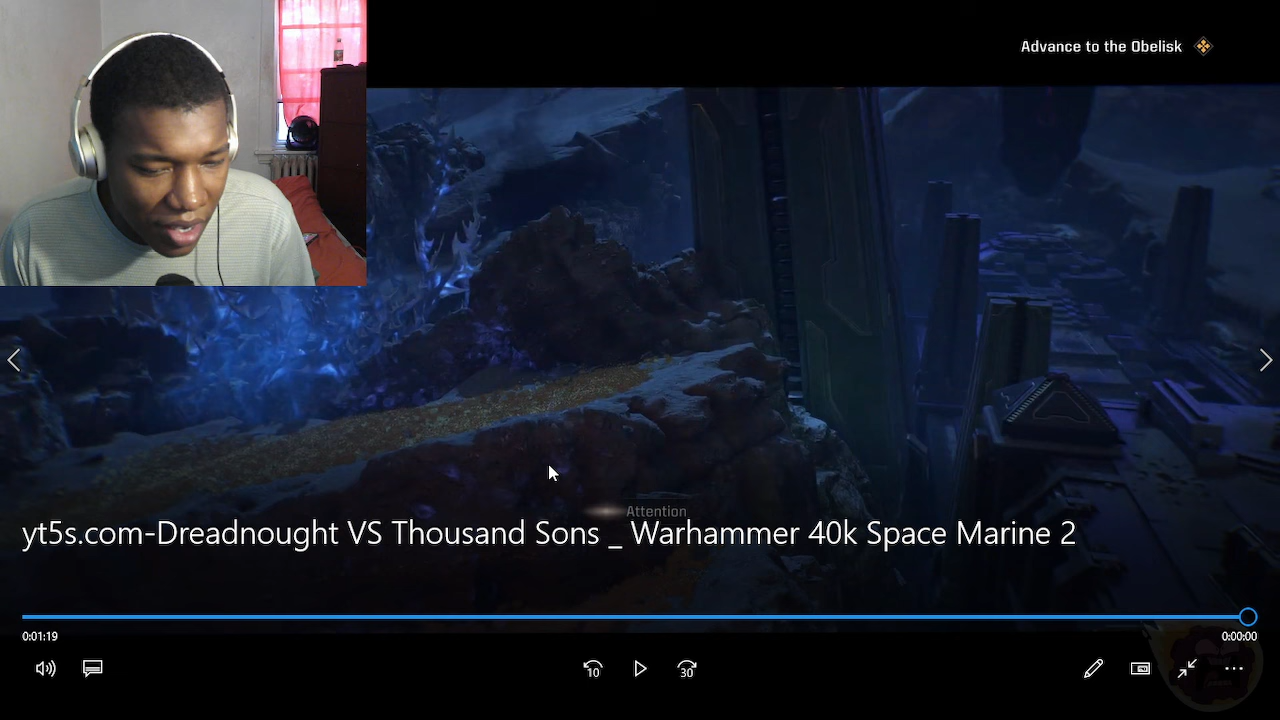 Advance to the Obelisk
Attention
yt5s.com-Dreadnought VS Thousand Sons _ Warhammer 40k Space Marine 2
0:01:19
0:00:00
10
30